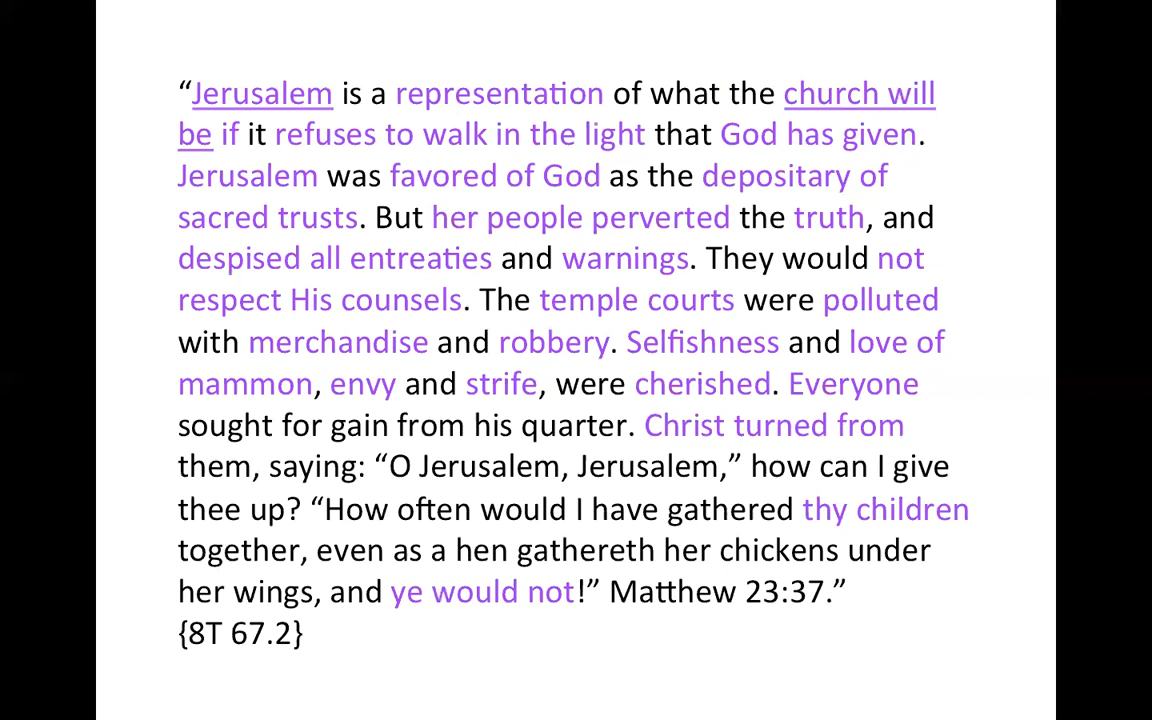 “Jerusalem is a representation of what the church will
be if it refuses to walk in the light that God has given.
Jerusalem was favored of God as the depositary of
sacred trusts. But her people perverted the truth, and
despised all entreaties and warnings. They would not
respect His counsels. The temple courts were polluted
with merchandise and robbery. Selfishness and love of
mammon, envy and strife, were cherished. Everyone
sought for gain from his quarter. Christ turned from
them, saying: “O Jerusalem, Jerusalem,” how can I give
thee up? “How often would I have gathered thy children
together, even as a hen gathereth her chickens under
her wings, and ye would not!” Matthew 23:37.”
{8T 67.2}